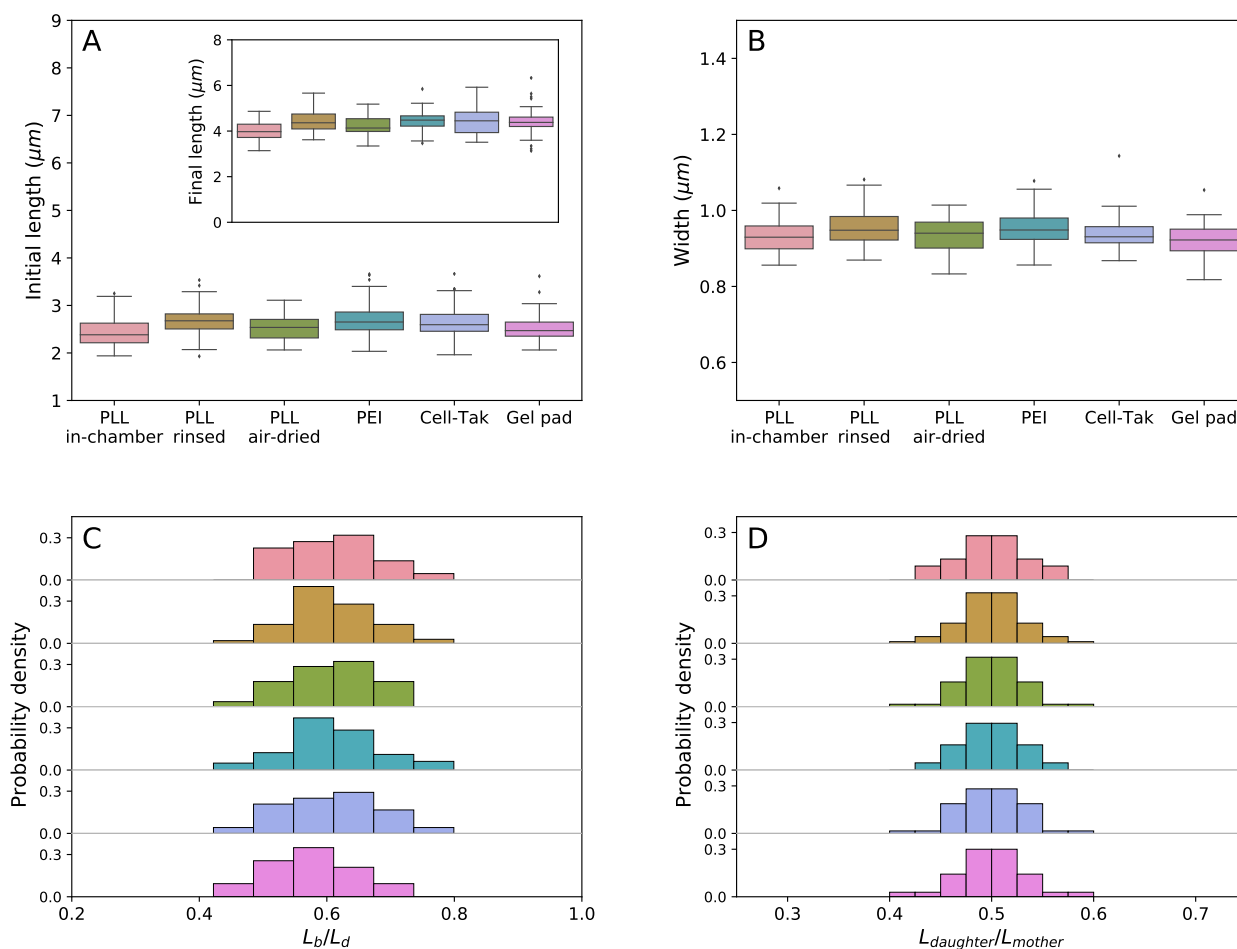 A
Initial length (μm)
9
8
7
6
5
4
3
2
1
Final length (μm)
8
6
4
2
0
PLL
in-chamber
PLL
rinsed
PLL
air-dried
PEI
Cell-Tak
Gel pad
B
Width (μm)
1.4
1.2
1.0
0.8
0.6
PLL
in-chamber
PLL
rinsed
PLL
air-dried
PEI
Cell-Tak
Gel pad
C
Probability density
0.3
0.0
0.3
0.0
0.3
0.0
0.3
0.0
0.3
0.0
0.3
0.0
0.2
0.4
0.6
0.8
1.0
L_b/L_d
D
Probability density
0.3
0.0
0.3
0.0
0.3
0.0
0.3
0.0
0.3
0.0
0.3
0.0
0.3
0.4
0.5
0.6
0.7
L_daughter/L_mother